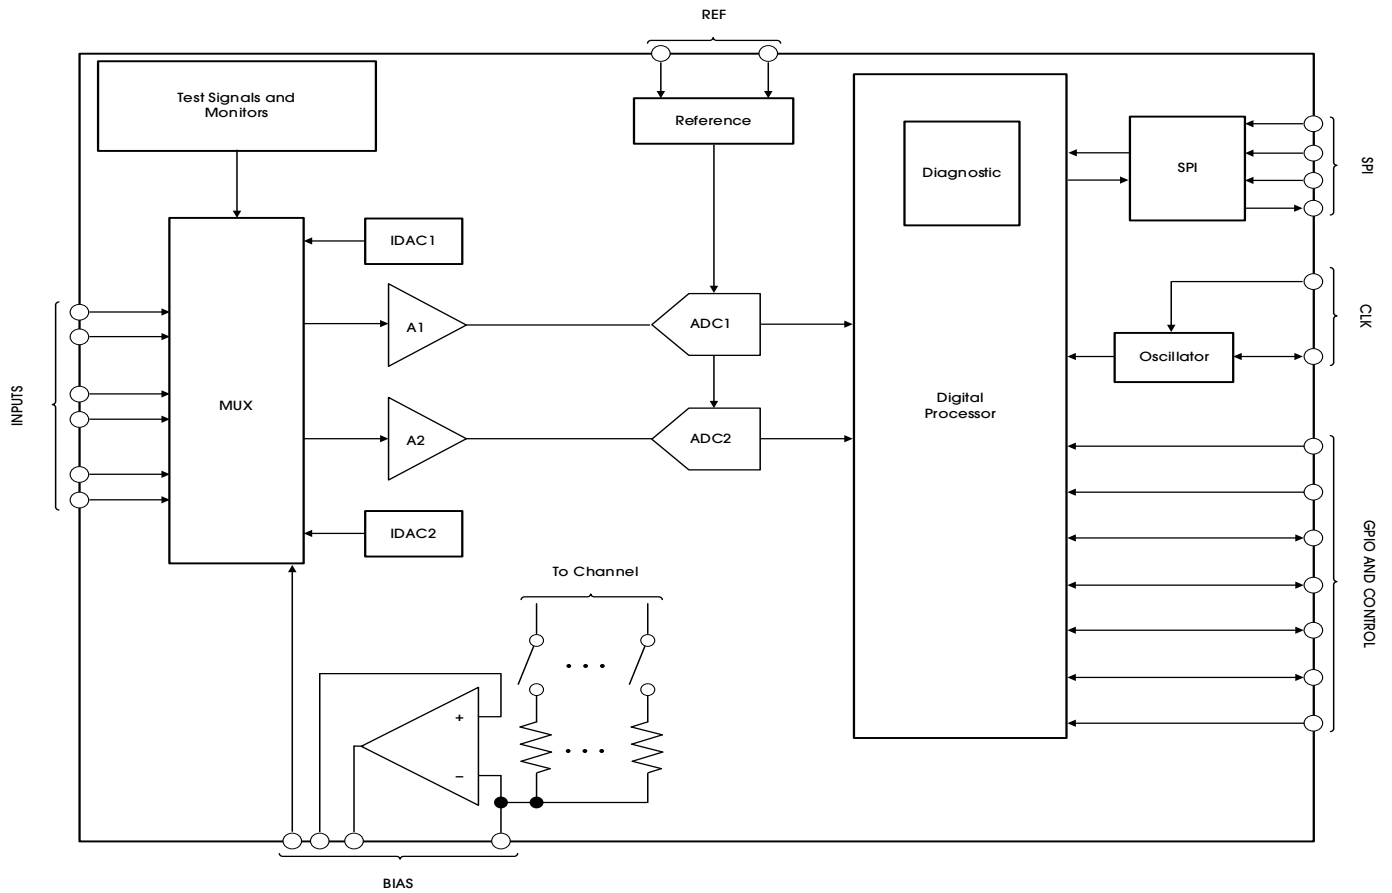 REF
Test Signals and
Monitors
Reference
Diagnostic
SPI
SPI
IDAC1
A1
ADC1
CLK
Oscillator
INPUTS
MUX
Digital
Processor
A2
ADC2
IDAC2
GPIO AND CONTROL
To Channel
+
−
BIAS